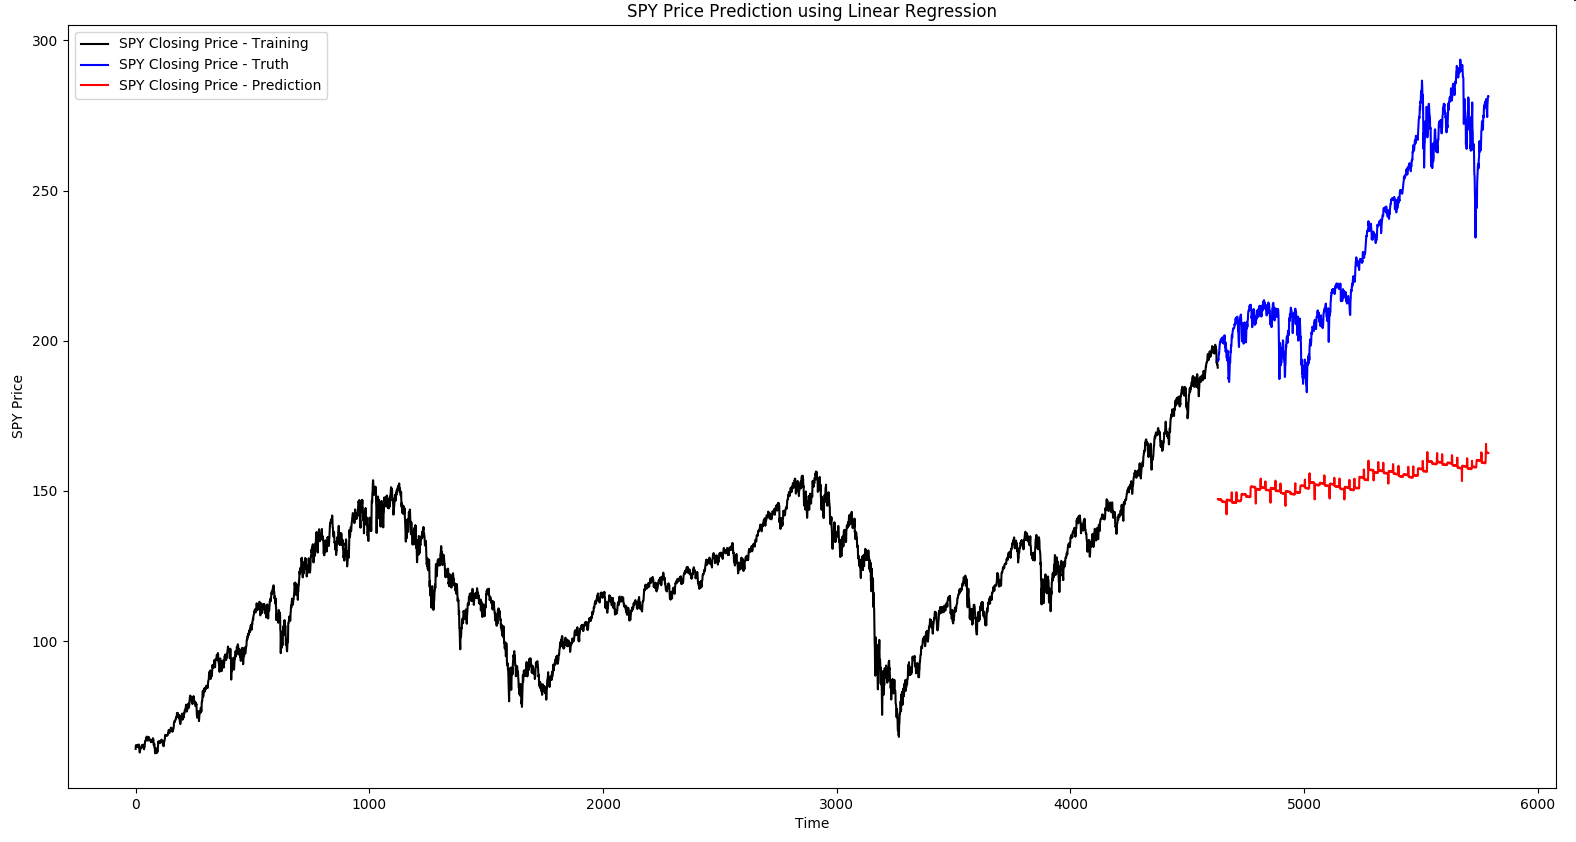 SPY Price Prediction using Linear Regression
SPY Closing Price - Training
SPY Closing Price - Truth
SPY Closing Price - Prediction
300
250
200
150
100
SPY Price
0 1000 2000 3000 4000 5000 6000
Time